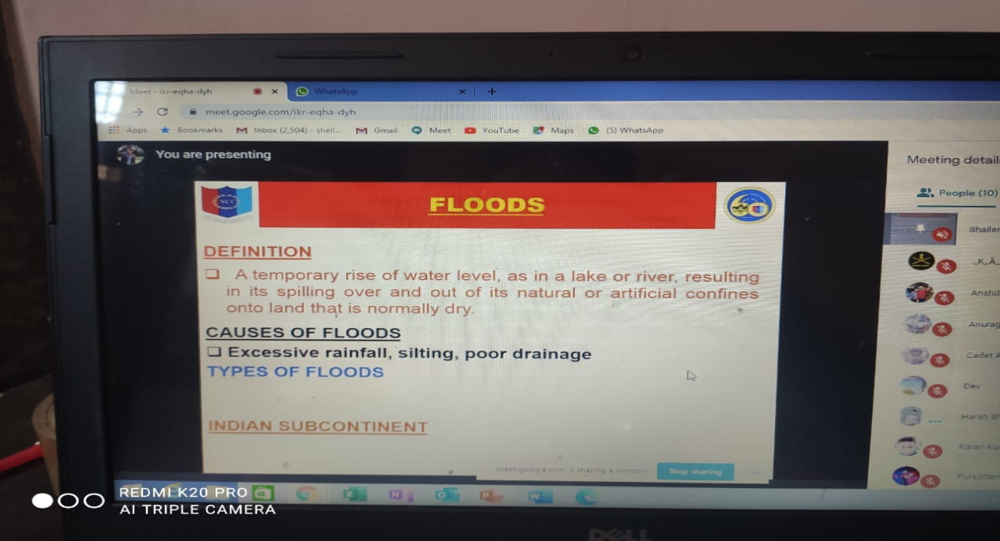 Meet - ikr-eqha-dyh
WhatsApp
meet.google.com/ikr-eqha-dyh
Apps Bookmarks Inbox (2,504) - shell... Gmail Meet YouTube Maps (5) WhatsApp
You are presenting
Meeting detail
People (10)
NCC
FLOODS
DEFINITION
A temporary rise of water level, as in a lake or river, resulting
in its spilling over and out of its natural or artificial confines
onto land that is normally dry.
CAUSES OF FLOODS
Excessive rainfall, silting, poor drainage
TYPES OF FLOODS
INDIAN SUBCONTINENT
Shailer
_K_Ã_
Anshd
Anurag
Cadet A
Dev
Harsh Sh
Karan Ku
Pursottam
meet.google.com is sharing a window.
Stop sharing
Hide
REDMI K20 PRO
AI TRIPLE CAMERA
DELL